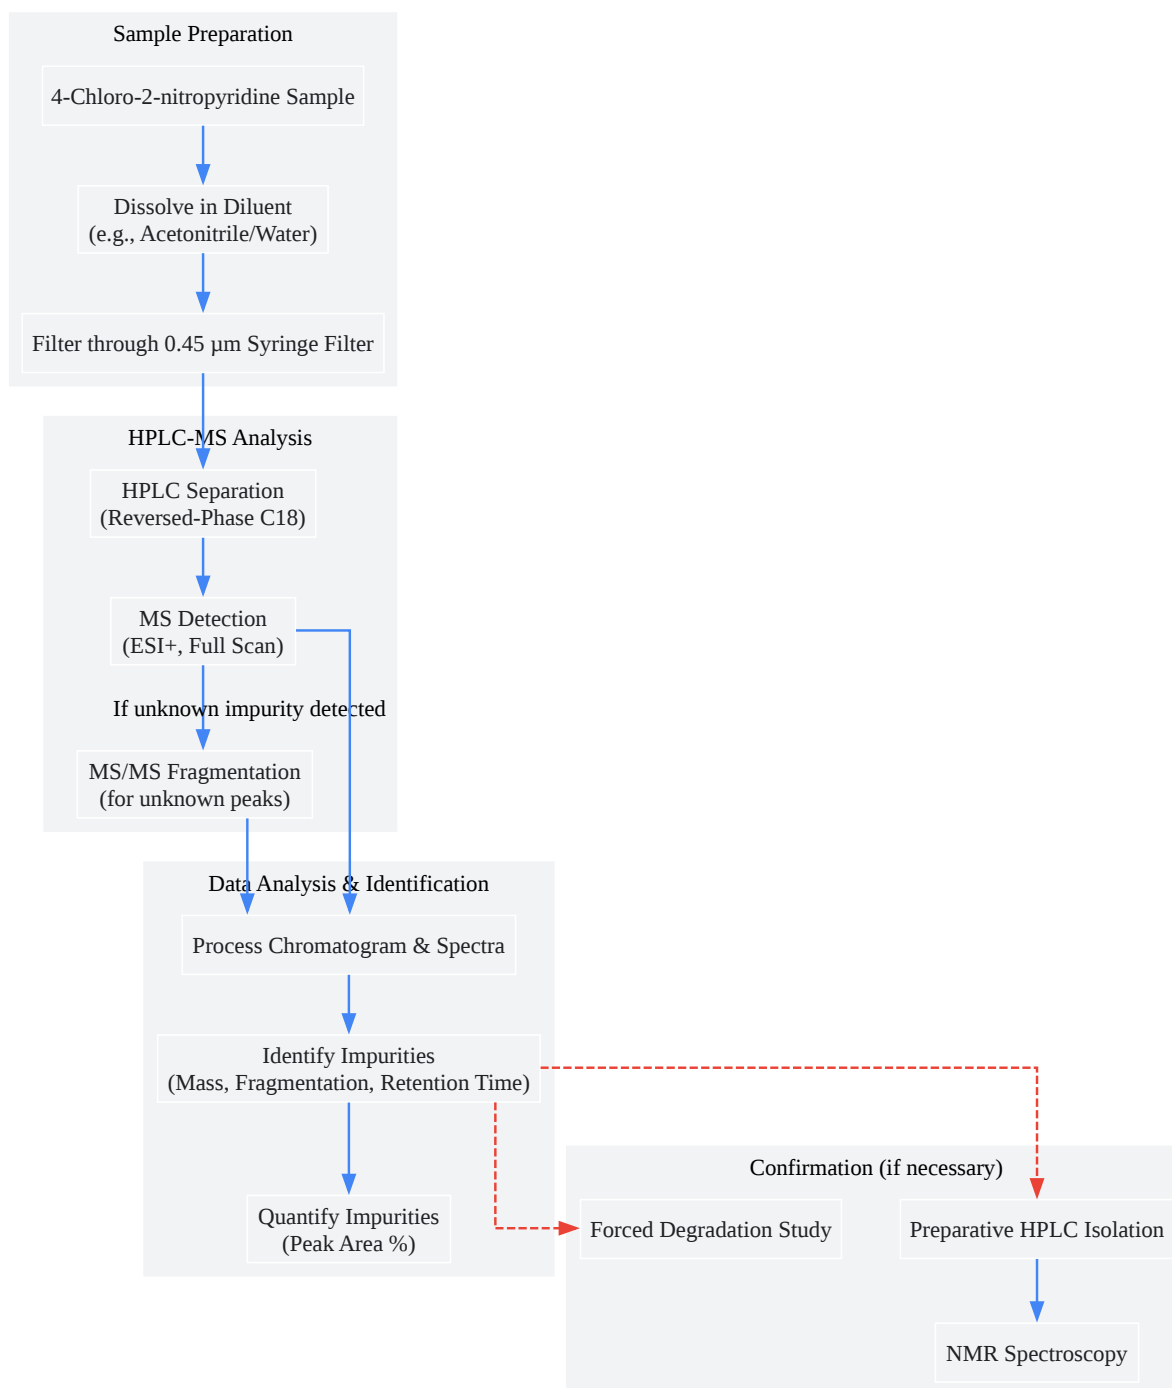 Sample Preparation
4-Chloro-2-nitropyridine Sample
Dissolve in Diluent
(e.g., Acetonitrile/Water)
Filter through 0.45 µm Syringe Filter
HPLC-MS Analysis
HPLC Separation
(Reversed-Phase C18)
MS Detection
(ESI+, Full Scan)
If unknown impurity detected
MS/MS Fragmentation
(for unknown peaks)
Data Analysis & Identification
Process Chromatogram & Spectra
Identify Impurities
(Mass, Fragmentation, Retention Time)
Quantify Impurities
(Peak Area %)
Confirmation (if necessary)
Forced Degradation Study
Preparative HPLC Isolation
NMR Spectroscopy